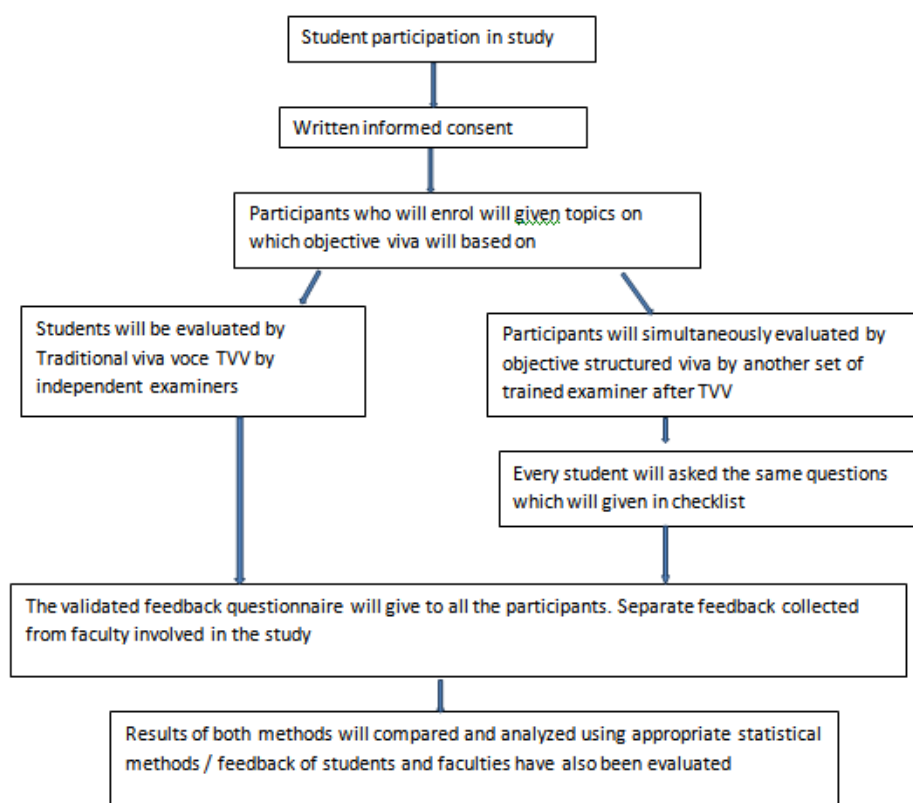 Student participation in study
Written informed consent
Participants who will enrol will given topics on
which objective viva will based on
Students will be evaluated by
Traditional viva voce TVV by
independent examiners
Participants will simultaneously evaluated by
objective structured viva by another set of
trained examiner after TVV
Every student will asked the same questions
which will given in checklist
The validated feedback questionnaire will give to all the participants. Separate feedback collected
from faculty involved in the study
Results of both methods will compared and analyzed using appropriate statistical
methods / feedback of students and faculties have also been evaluated